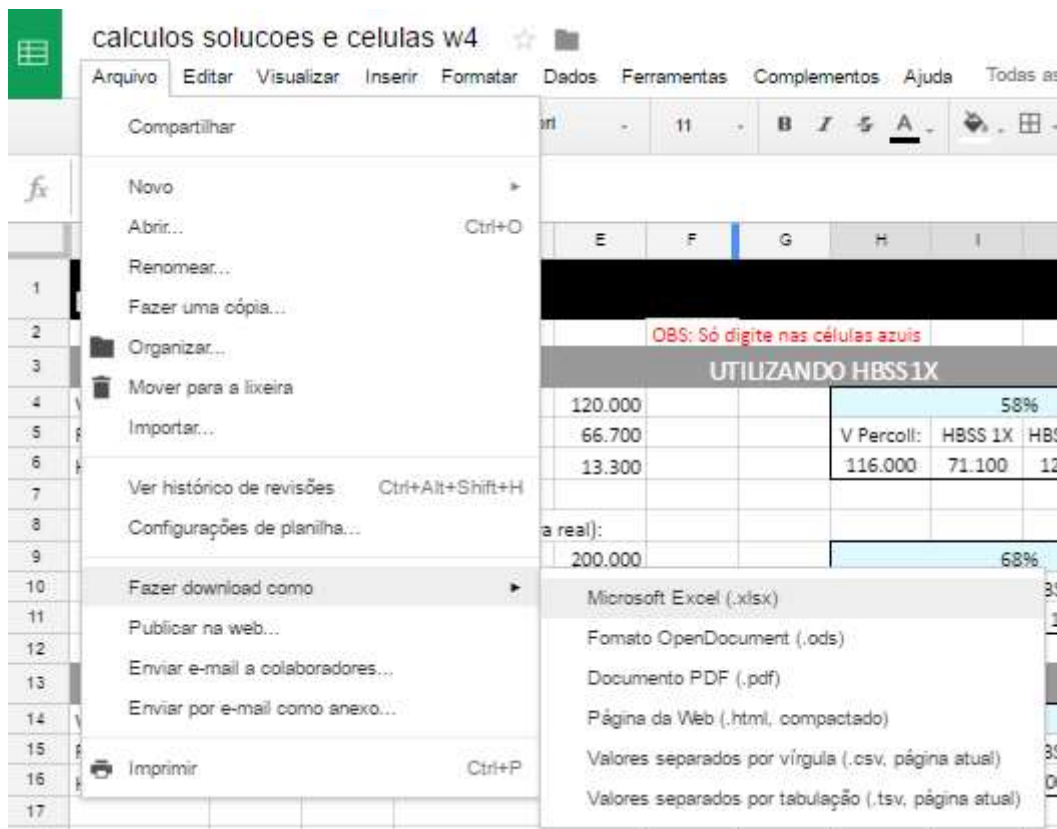 calculos solucoes e celulas w4
Arquivo Editar Visualizar Inserir Formatar Dados Ferramentas Complementos Ajuda Todas as
Compartilhar
11 B I S A
fx
Novo
Abrir... Ctrl+O
Renomear...
Fazer uma cópia...
Organizar...
Mover para a lixeira
Importar...
Ver histórico de revisões Ctrl+Alt+Shift+H
Configurações de planilha...
Fazer download como
Publicar na web...
Enviar e-mail a colaboradores...
Enviar por e-mail como anexo...
Imprimir Ctrl+P
Microsoft Excel (.xlsx)
Fomato OpenDocument (.ods)
Documento PDF (.pdf)
Página da Web (.html, compactado)
Valores separados por vírgula (.csv, página atual)
Valores separados por tabulação (.tsv, página atual)
E F G H I
1
2 OBS: Só digite nas células azuis
3 UTILIZANDO HBSS 1X
4 120.000 58%
5 66.700 V Percoll: HBSS 1X
6 13.300 116.000 71.100 12
7
8 a real):
9 200.000 68%
10
11
12
13
14
15
16
17